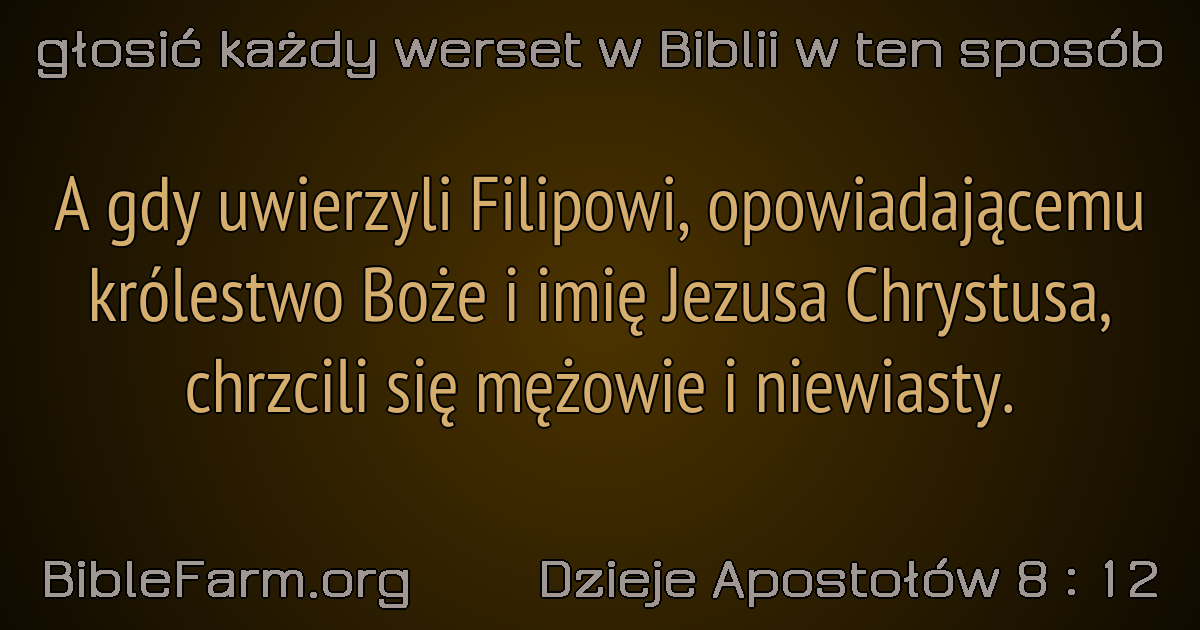 głosić każdy werset w Biblii w ten sposób
A gdy uwierzyli Filipowi, opowiadającemu
królestwo Boże i imię Jezusa Chrystusa,
chrzcili się mężowie i niewiasty.
BibleFarm.org
Dzieje Apostołów 8 : 12